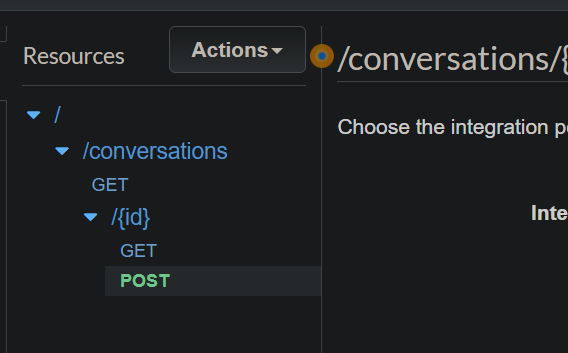 Resources
Actions
/conversations/{
/
/conversations
GET
/{id}
GET
POST
Choose the integration p
Inte